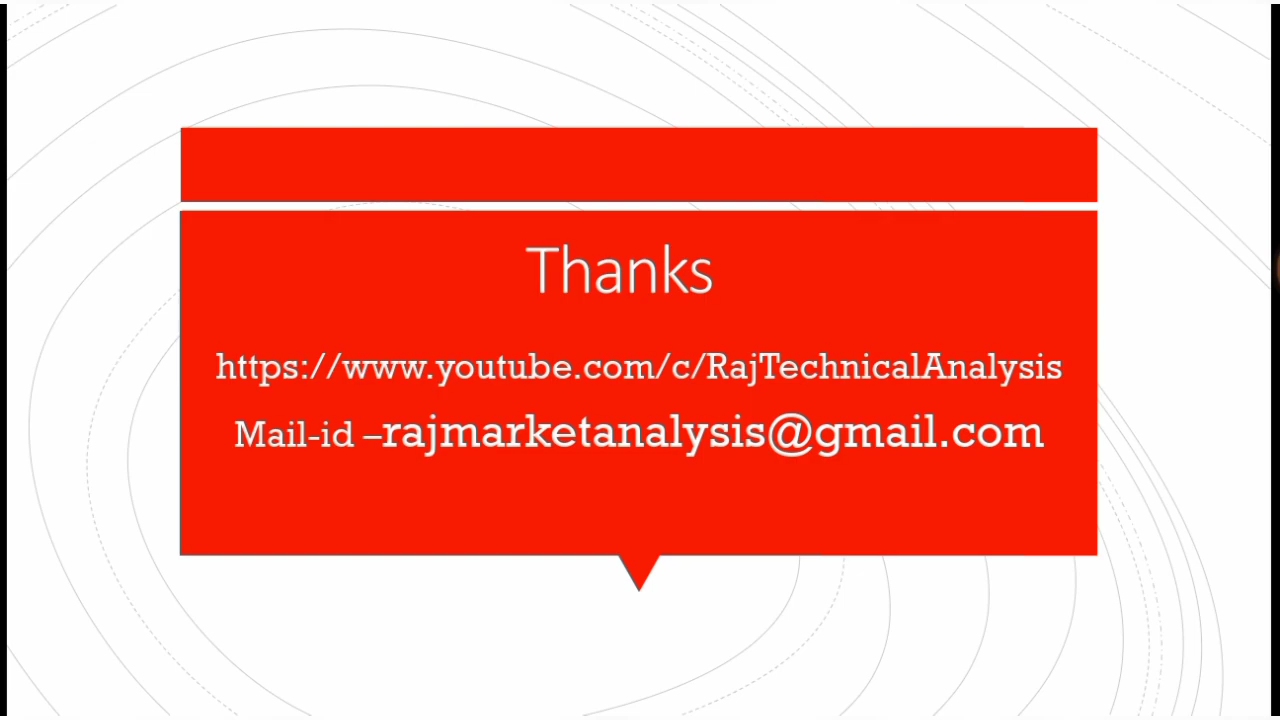 Thanks
https://www.youtube.com/c/RajTechnicalAnalysis
Mail-id –rajmarketanalysis@gmail.com